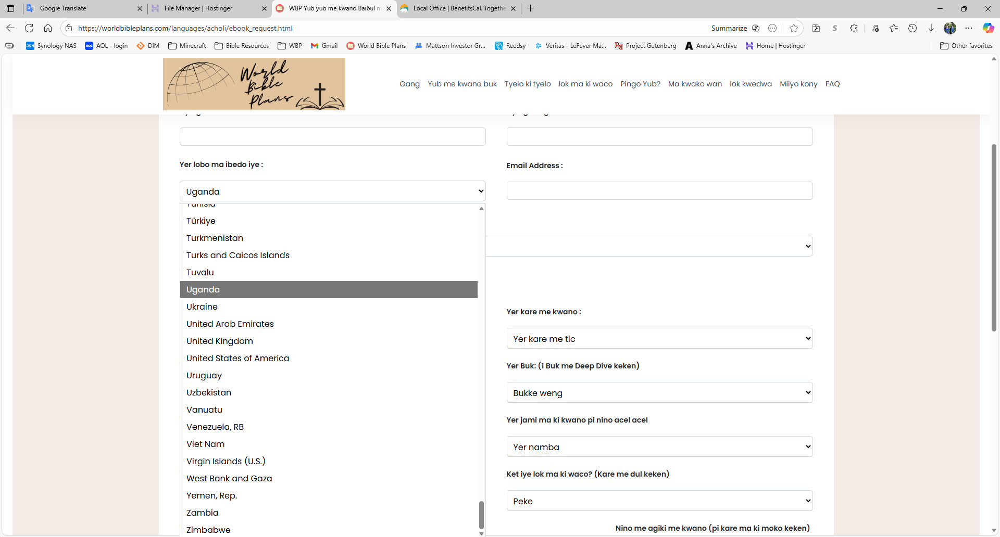 Google Translate
File Manager | Hostinger
WBP Yub yub me kwano Baibul m
Local Office | BenefitsCal. Togethe
https://worldbibleplans.com/languages/acholi/ebook_request.html
Summarize
Synology NAS
AOL - login
DIM
Minecraft
Bible Resources
WBP
Gmail
World Bible Plans
Mattson Investor Gr...
Reedsy
Veritas - LeFever Ma...
Project Gutenberg
Anna's Archive
Home | Hostinger
Other favorites
World
Bible
Plans
Gang
Yub me kwano buk
Tyelo ki tyelo
lok ma ki waco
Pingo Yub?
Ma kwako wan
lok kwedwa
Miiyo kony
FAQ
Yer lobo ma ibedo iye :
Email Address :
Uganda
Tunisia
Türkiye
Turkmenistan
Turks and Caicos Islands
Tuvalu
Uganda
Ukraine
United Arab Emirates
United Kingdom
United States of America
Uruguay
Uzbekistan
Vanuatu
Venezuela, RB
Viet Nam
Virgin Islands (U.S.)
West Bank and Gaza
Yemen, Rep.
Zambia
Zimbabwe
Yer kare me kwano :
Yer kare me tic
Yer Buk: (1 Buk me Deep Dive keken)
Bukke weng
Yer jami ma ki kwano pi nino acel acel
Yer namba
Ket iye lok ma ki waco? (Kare me dul keken)
Peke
Nino me agiki me kwano (pi kare ma ki moko keken)